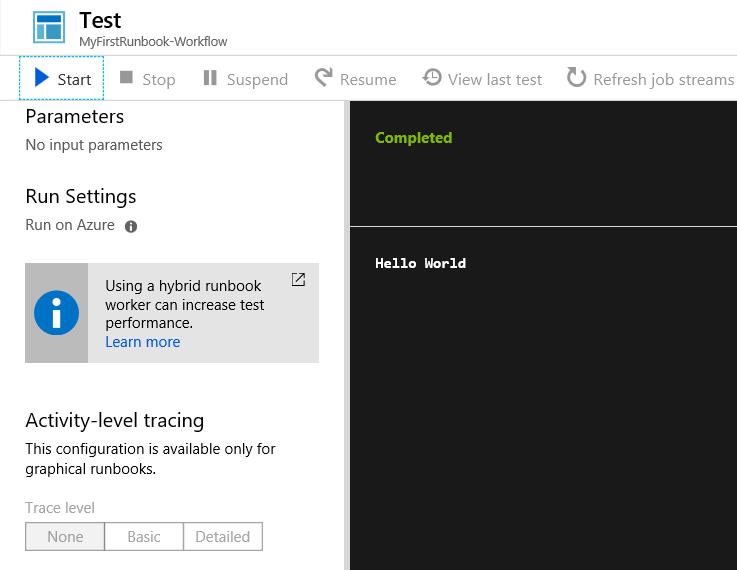 Test
MyFirstRunbook-Workflow
Start
Stop
Suspend
Resume
View last test
Refresh job streams
Parameters
No input parameters
Run Settings
Run on Azure
Using a hybrid runbook
worker can increase test
performance.
Learn more
Activity-level tracing
This configuration is available only for
graphical runbooks.
Trace level
None
Basic
Detailed
Completed
Hello World